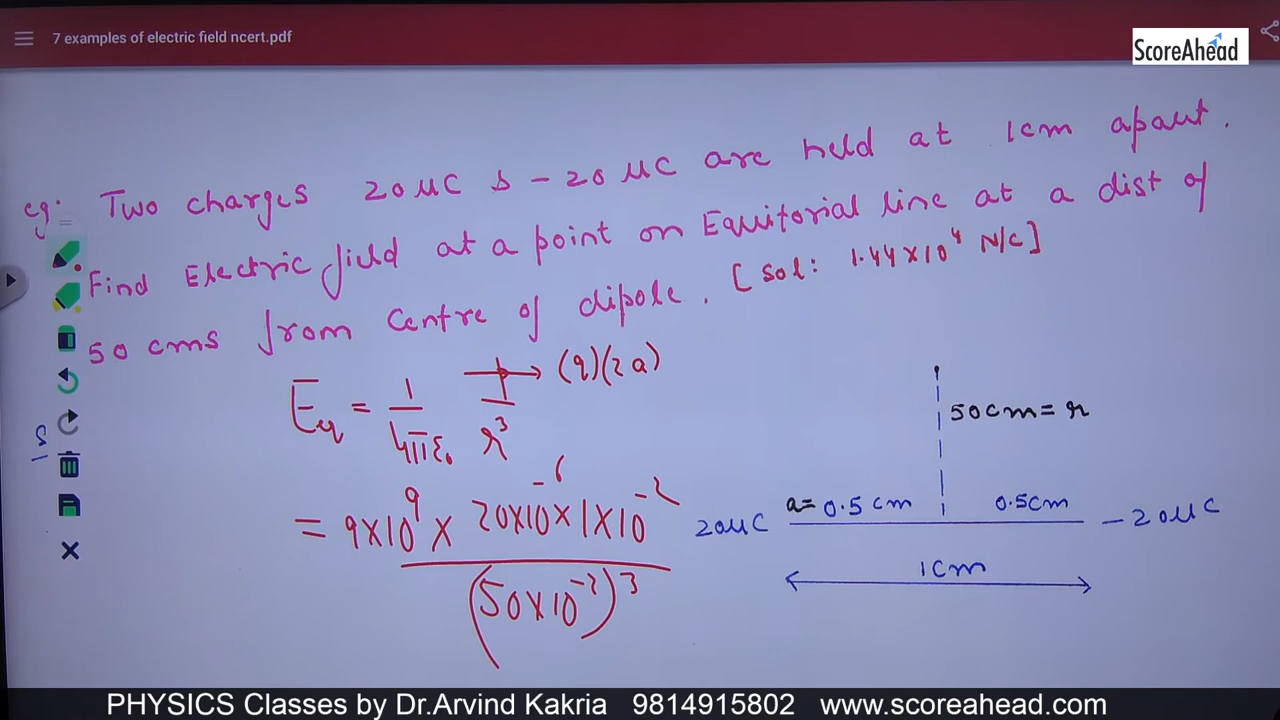 7 examples of electric field ncert.pdf
ScoreAhead
eg: Two charges 20 μC & -20 μC are held at 1cm apart.
Find Electric field at a point on Equitorial line at a dist of
50 cms from Centre of dipole. [Sol: 1.44×10⁴ N/C]
E_eq = 1/4πε₀ p/r³ → (q)(2a)
50cm = r
= 9×10⁹ × 20×10⁻⁶×1×10⁻²/(50×10⁻²)³
a= 0.5 cm 0.5cm
20μC -20μC
1cm
PHYSICS Classes by Dr.Arvind Kakria 9814915802 www.scoreahead.com